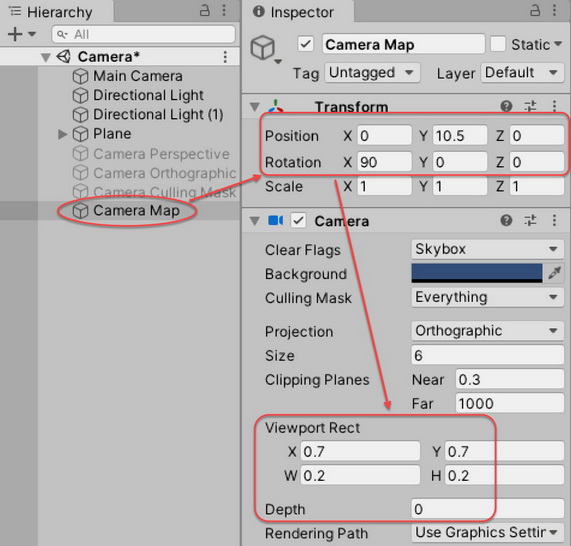 Hierarchy
All
Camera*
Main Camera
Directional Light
Directional Light (1)
Plane
Camera Perspective
Camera Orthographic
Camera Culling Mask
Camera Map
Inspector
Camera Map Static
Tag Untagged Layer Default
Transform
Position X 0 Y 10.5 Z 0
Rotation X 90 Y 0 Z 0
Scale X 1 Y 1 Z 1
Camera
Clear Flags Skybox
Background
Culling Mask Everything
Projection Orthographic
Size 6
Clipping Planes Near 0.3
Far 1000
Viewport Rect
X 0.7 Y 0.7
W 0.2 H 0.2
Depth 0
Rendering Path Use Graphics Settir